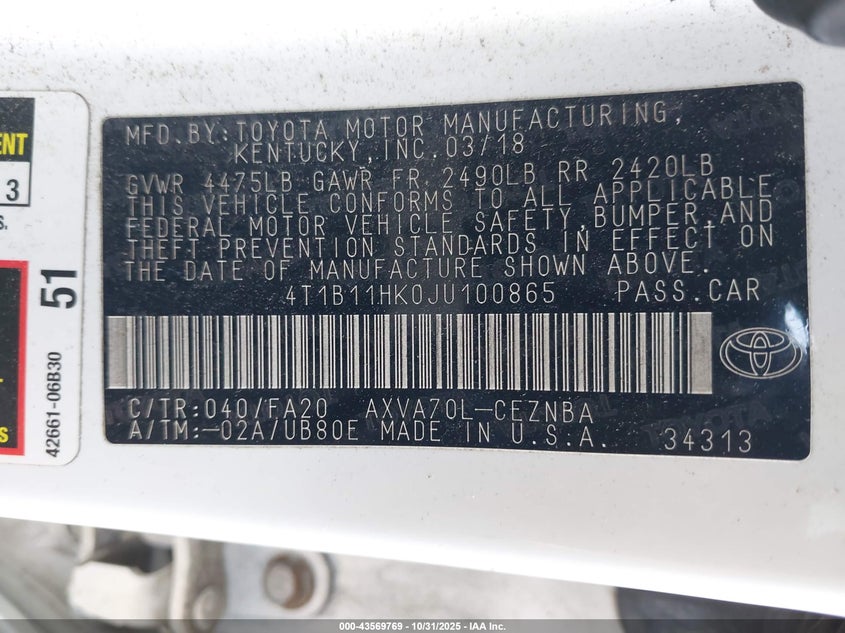 MFD.BY:TOYOTA MOTOR MANUFACTURING,
KENTUCKY,INC.03/18
GVWR 4475LB GAWR FR 2490LB RR 2420LB
THIS VEHICLE CONFORMS TO ALL APPLICABLE
FEDERAL MOTOR VEHICLE SAFETY,BUMPER,AND
THEFT PREVENTION STANDARDS IN EFFECT ON
THE DATE OF MANUFACTURE SHOWN ABOVE.
4T1B11HK0JU100865 PASS.CAR
C/TR:040/FA20 AXVA70L-CEZNBA
A/TM:-02A/UB80E MADE IN U.S.A. 34313
3
51
42661-06B30
000-43569769 | 10/31/2025 | IAA Inc.